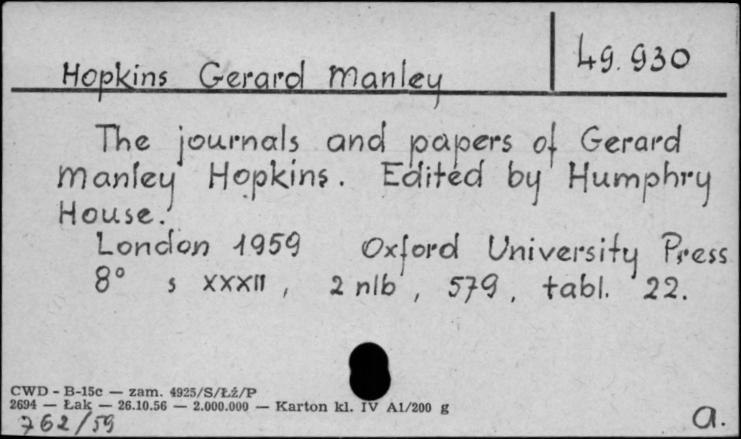 49.930
Hopkins Gerard Manley
The journals and papers of Gerard
Manley Hopkins. Edited by Humphry
House.
London 1959 Oxford University Press
8° s XXXII, 2 nlb, 579, tabl. 22.
CWD - B-15c — zam. 4925/S/Łź/P
2694 — Łak — 26.10.56 — 2.000.000 — Karton kl. IV A1/200 g
762/59
a.